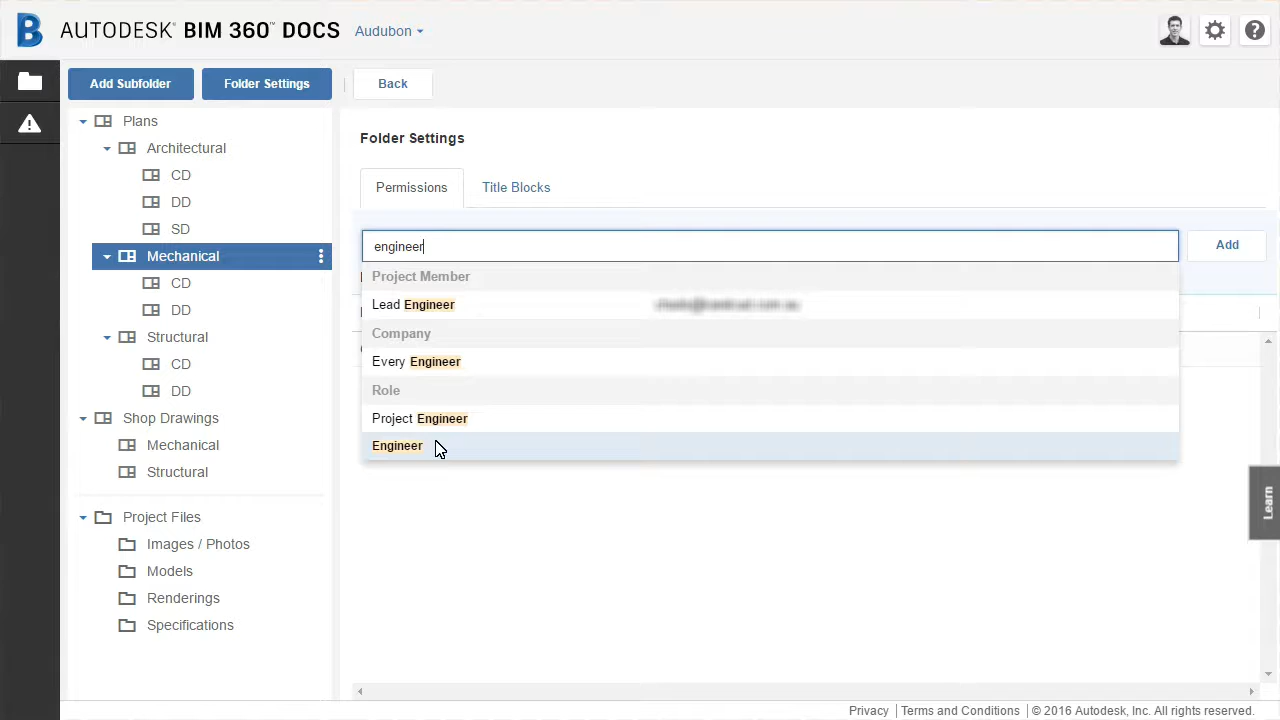 AUTODESK® BIM 360™ DOCS Audubon
Add Subfolder Folder Settings Back
Plans
Architectural
CD
DD
SD
Mechanical
CD
DD
Structural
CD
DD
Shop Drawings
Mechanical
Structural
Project Files
Images / Photos
Models
Renderings
Specifications
Folder Settings
Permissions Title Blocks
engineer Add
Project Member
Lead Engineer
Company
Every Engineer
Role
Project Engineer
Engineer
Learn
Privacy | Terms and Conditions | © 2016 Autodesk, Inc. All rights reserved.